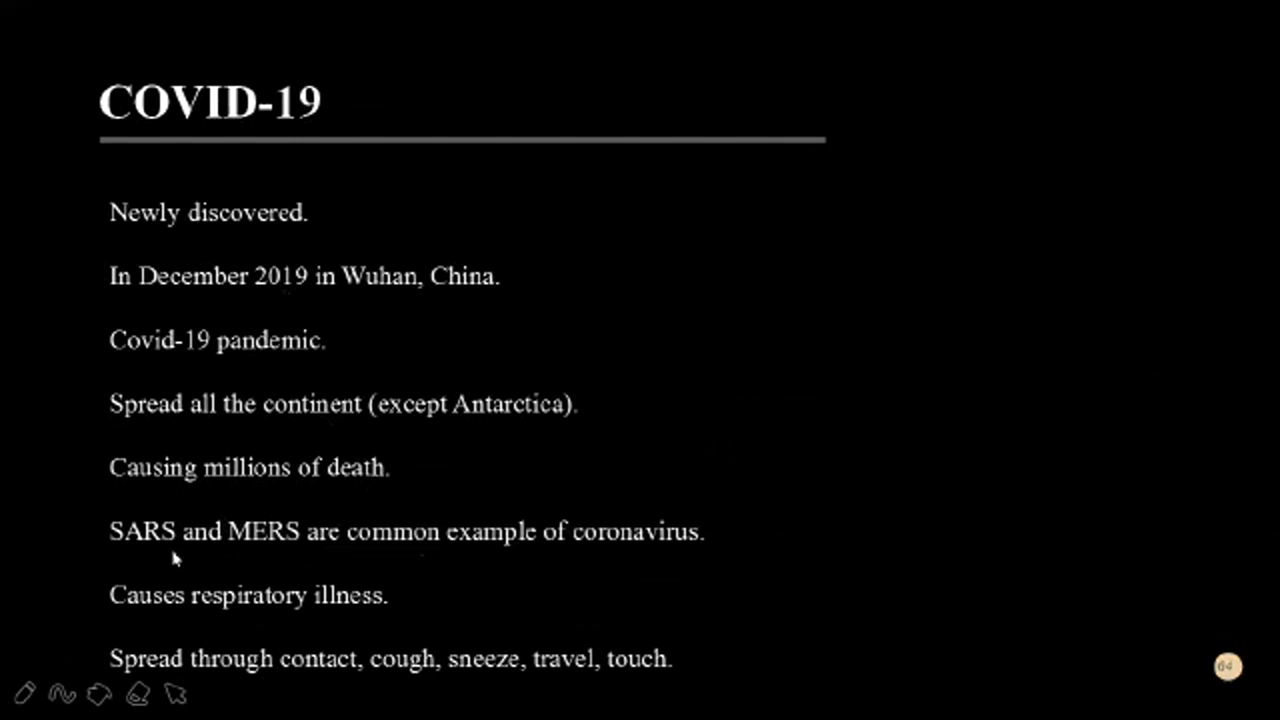 COVID-19
Newly discovered.
In December 2019 in Wuhan, China.
Covid-19 pandemic.
Spread all the continent (except Antarctica).
Causing millions of death.
SARS and MERS are common example of coronavirus.
Causes respiratory illness.
Spread through contact, cough, sneeze, travel, touch.
64